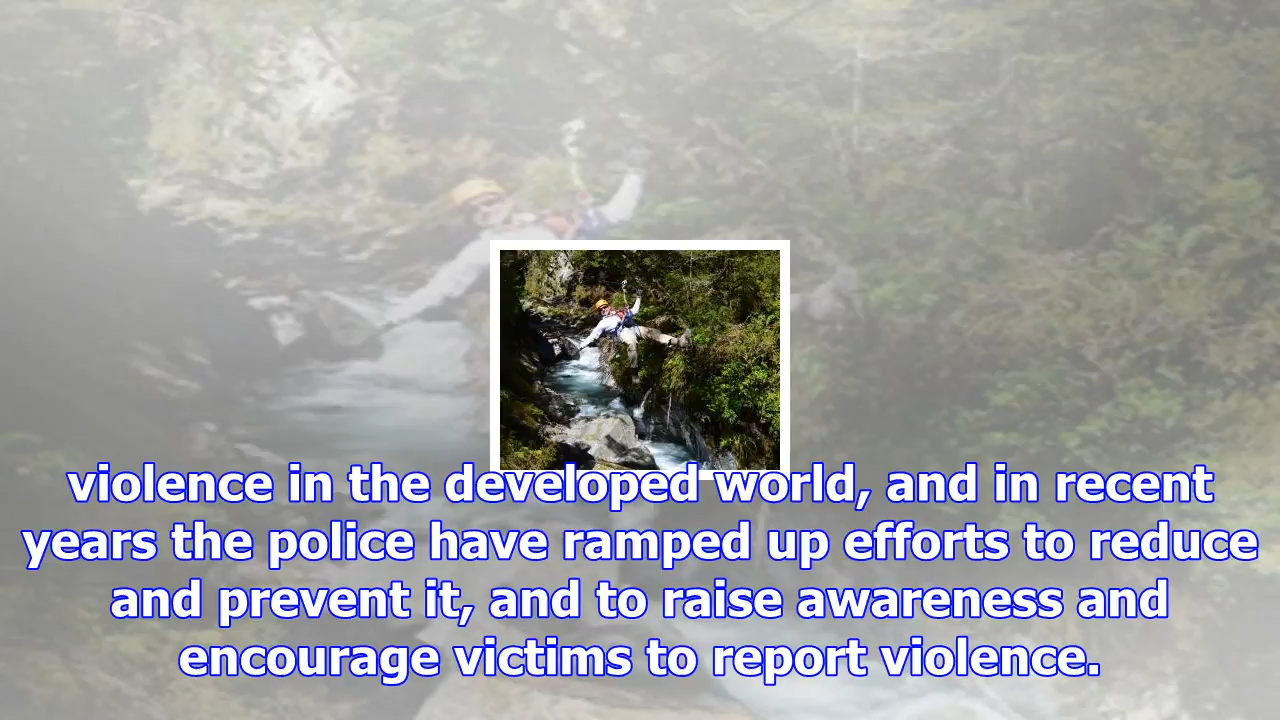 violence in the developed world, and in recent
years the police have ramped up efforts to reduce
and prevent it, and to raise awareness and
encourage victims to report violence.